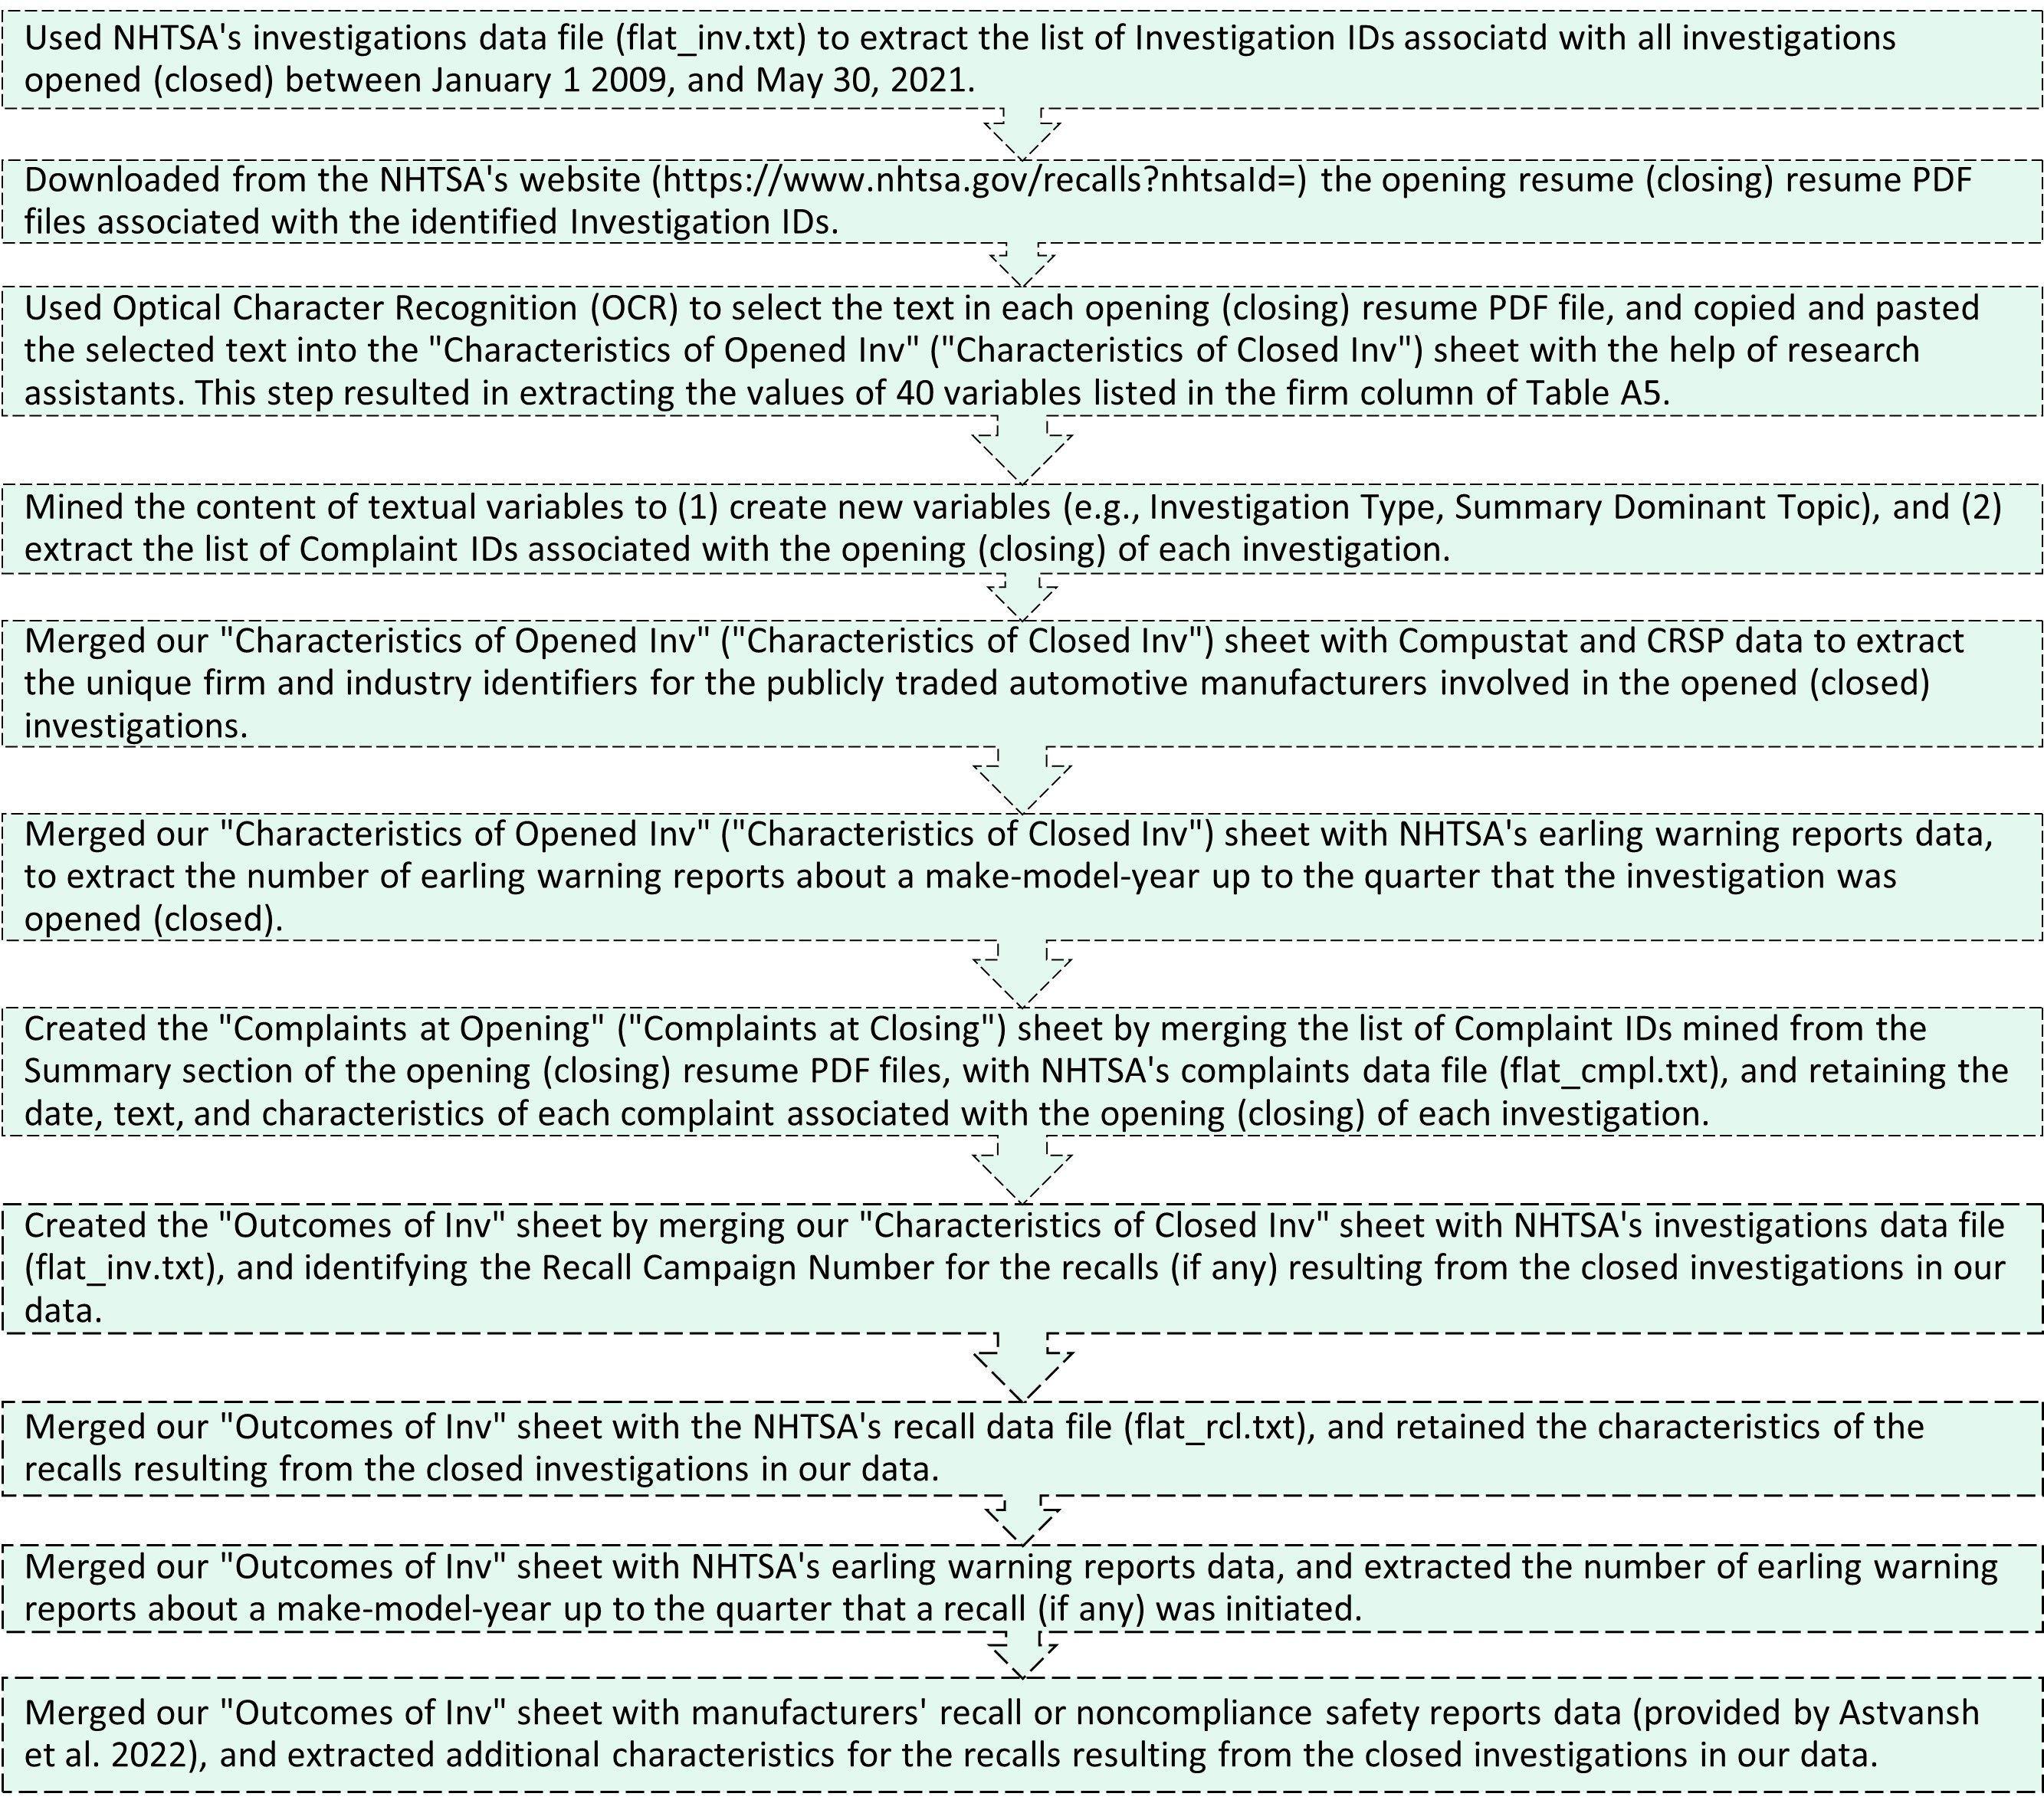 Used NHTSA's investigations data file (flat_inv.txt) to extract the list of Investigation IDs associatd with all investigations
opened (closed) between January 1 2009, and May 30, 2021.
Downloaded from the NHTSA's website (https://www.nhtsa.gov/recalls?nhtsaId=) the opening resume (closing) resume PDF
files associated with the identified Investigation IDs.
Used Optical Character Recognition (OCR) to select the text in each opening (closing) resume PDF file, and copied and pasted
the selected text into the "Characteristics of Opened Inv" ("Characteristics of Closed Inv") sheet with the help of research
assistants. This step resulted in extracting the values of 40 variables listed in the firm column of Table A5.
Mined the content of textual variables to (1) create new variables (e.g., Investigation Type, Summary Dominant Topic), and (2)
extract the list of Complaint IDs associated with the opening (closing) of each investigation.
Merged our "Characteristics of Opened Inv" ("Characteristics of Closed Inv") sheet with Compustat and CRSP data to extract
the unique firm and industry identifiers for the publicly traded automotive manufacturers involved in the opened (closed)
investigations.
Merged our "Characteristics of Opened Inv" ("Characteristics of Closed Inv") sheet with NHTSA's earling warning reports data,
to extract the number of earling warning reports about a make-model-year up to the quarter that the investigation was
opened (closed).
Created the "Complaints at Opening" ("Complaints at Closing") sheet by merging the list of Complaint IDs mined from the
Summary section of the opening (closing) resume PDF files, with NHTSA's complaints data file (flat_cmpl.txt), and retaining the
date, text, and characteristics of each complaint associated with the opening (closing) of each investigation.
Created the "Outcomes of Inv" sheet by merging our "Characteristics of Closed Inv" sheet with NHTSA's investigations data file
(flat_inv.txt), and identifying the Recall Campaign Number for the recalls (if any) resulting from the closed investigations in our
data.
Merged our "Outcomes of Inv" sheet with the NHTSA's recall data file (flat_rcl.txt), and retained the characteristics of the
recalls resulting from the closed investigations in our data.
Merged our "Outcomes of Inv" sheet with NHTSA's earling warning reports data, and extracted the number of earling warning
reports about a make-model-year up to the quarter that a recall (if any) was initiated.
Merged our "Outcomes of Inv" sheet with manufacturers' recall or noncompliance safety reports data (provided by Astvansh
et al. 2022), and extracted additional characteristics for the recalls resulting from the closed investigations in our data.